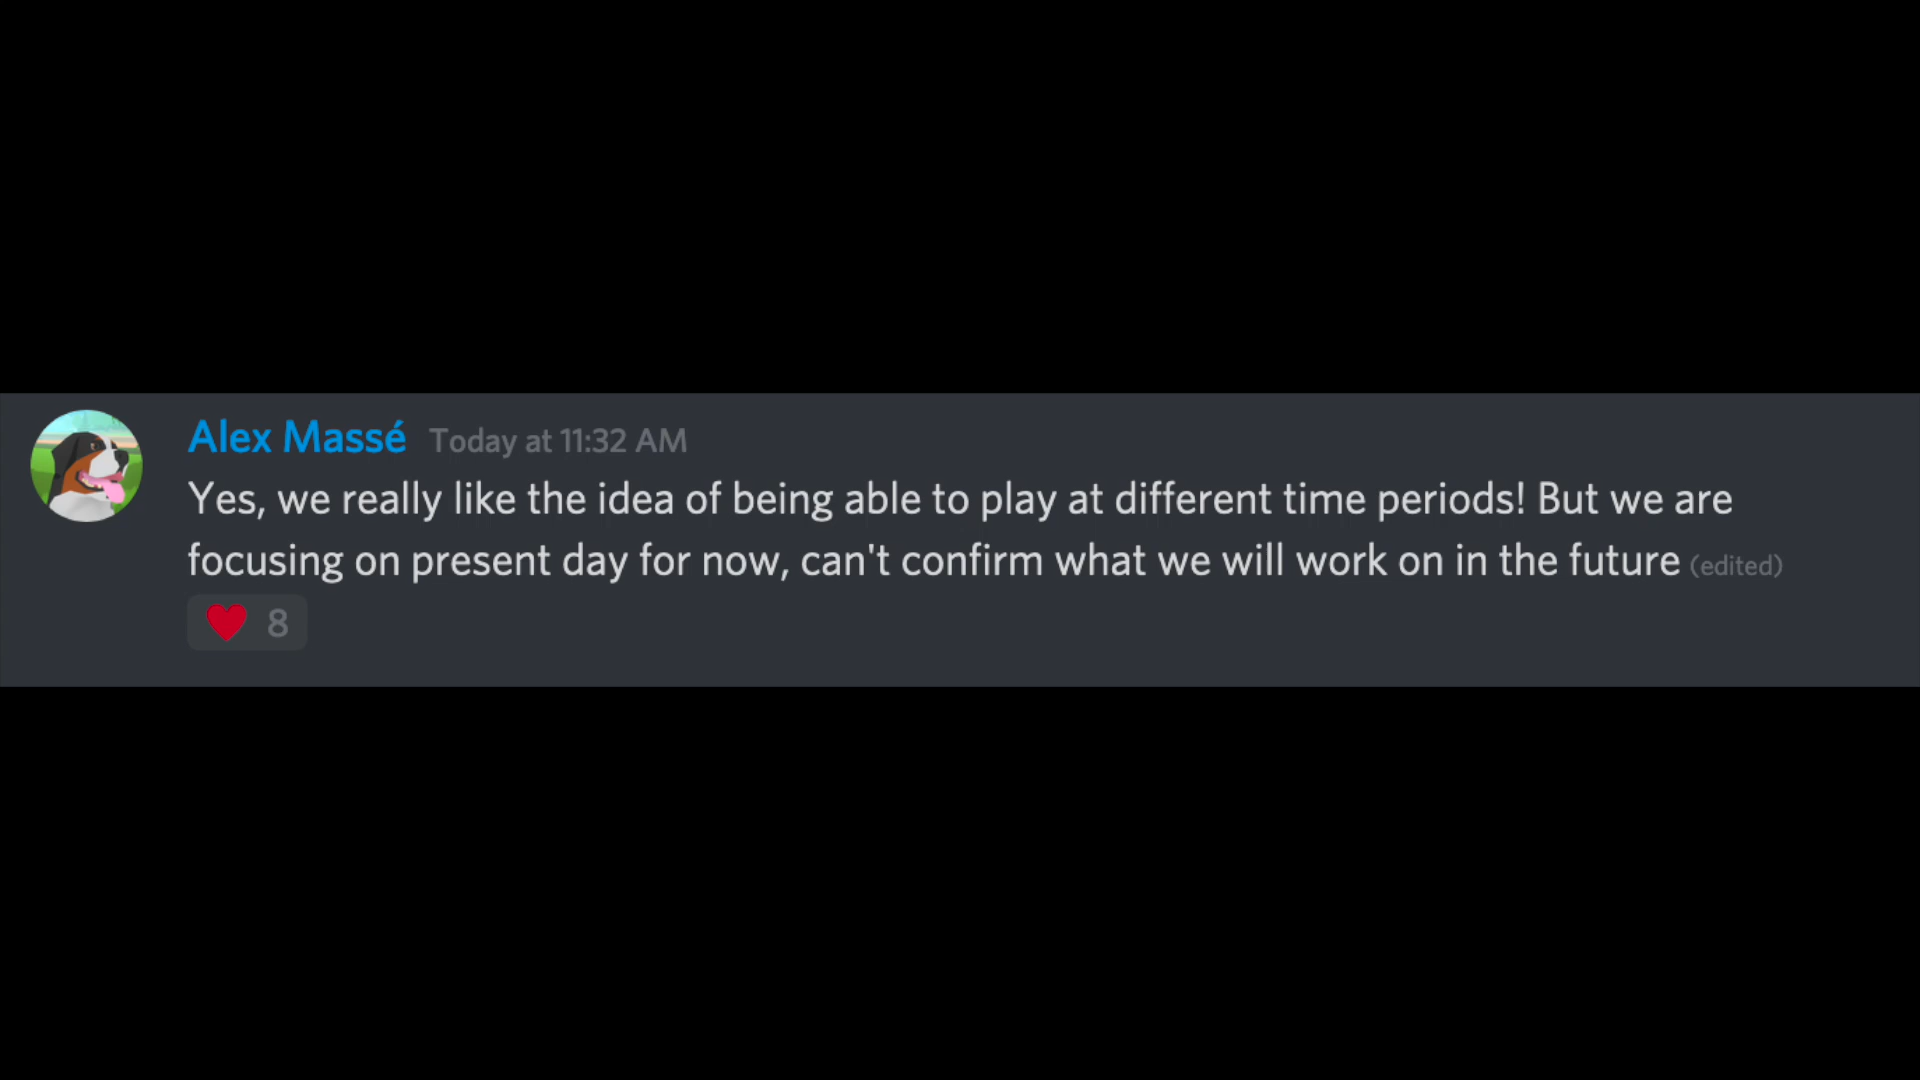 Alex Massé Today at 11:32 AM
Yes, we really like the idea of being able to play at different time periods! But we are
focusing on present day for now, can't confirm what we will work on in the future (edited)
8